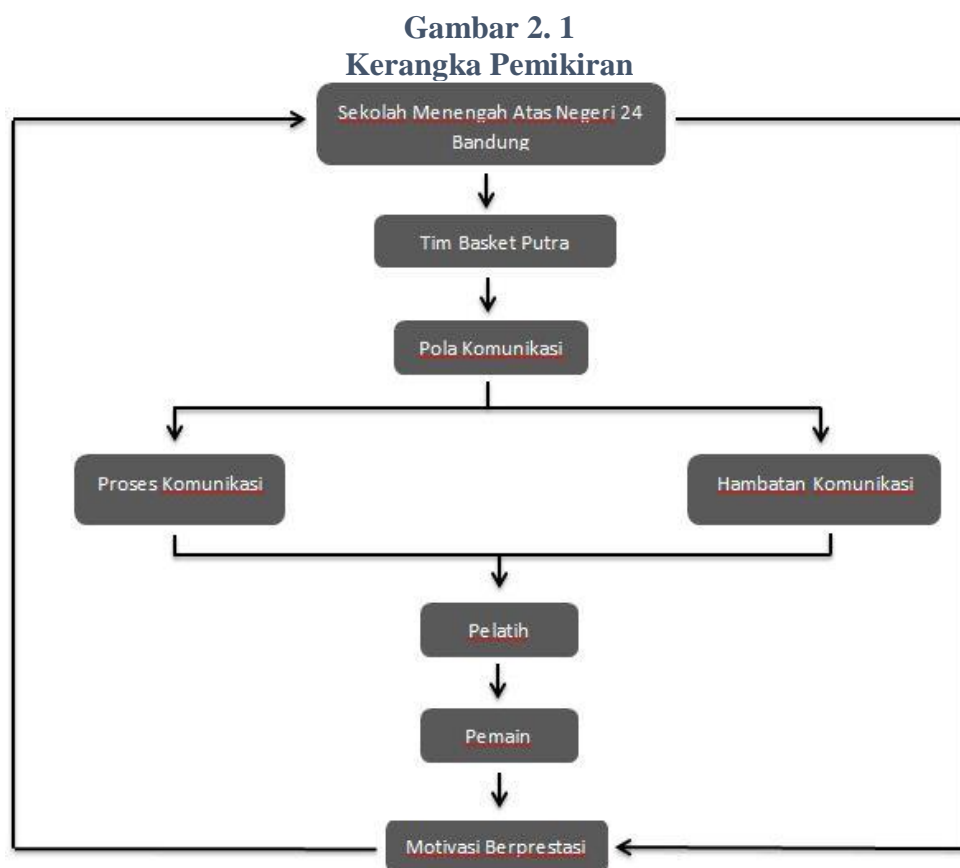 Gambar 2. 1
Kerangka Pemikiran
Sekolah Menengah Atas Negeri 24
Bandung
Tim Basket Putra
Pola Komunikasi
Proses Komunikasi
Hambatan Komunikasi
Pelatih
Pemain
Motivasi Berprestasi